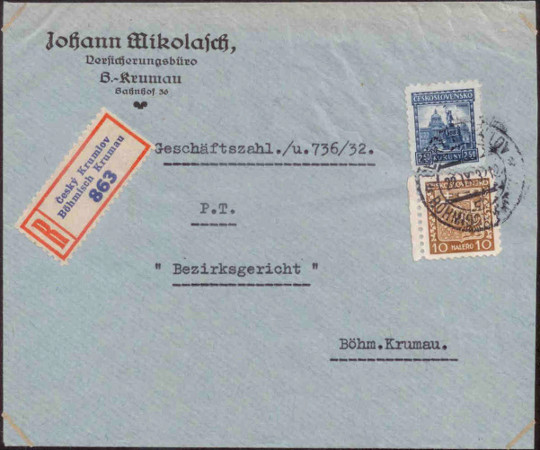 Johann Mikolasch,
Versicherungsbüro
B.-Krumau
Bahnhof 36
Český Krumlov
Böhmisch Krumau
863
R
Geschäftszahl./u.736/32.
P.T.
" Bezirksgericht "
Böhm.Krumau.
ČESKOSLOVENSKO
10 HALÉŘŮ 10